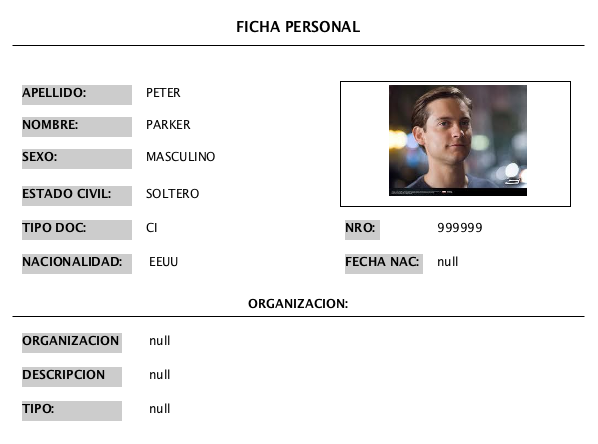 FICHA PERSONAL
APELLIDO: PETER
NOMBRE: PARKER
SEXO: MASCULINO
ESTADO CIVIL: SOLTERO
TIPO DOC: CI NRO: 999999
NACIONALIDAD: EEUU FECHA NAC: null
ORGANIZACION:
ORGANIZACION null
DESCRIPCION null
TIPO: null